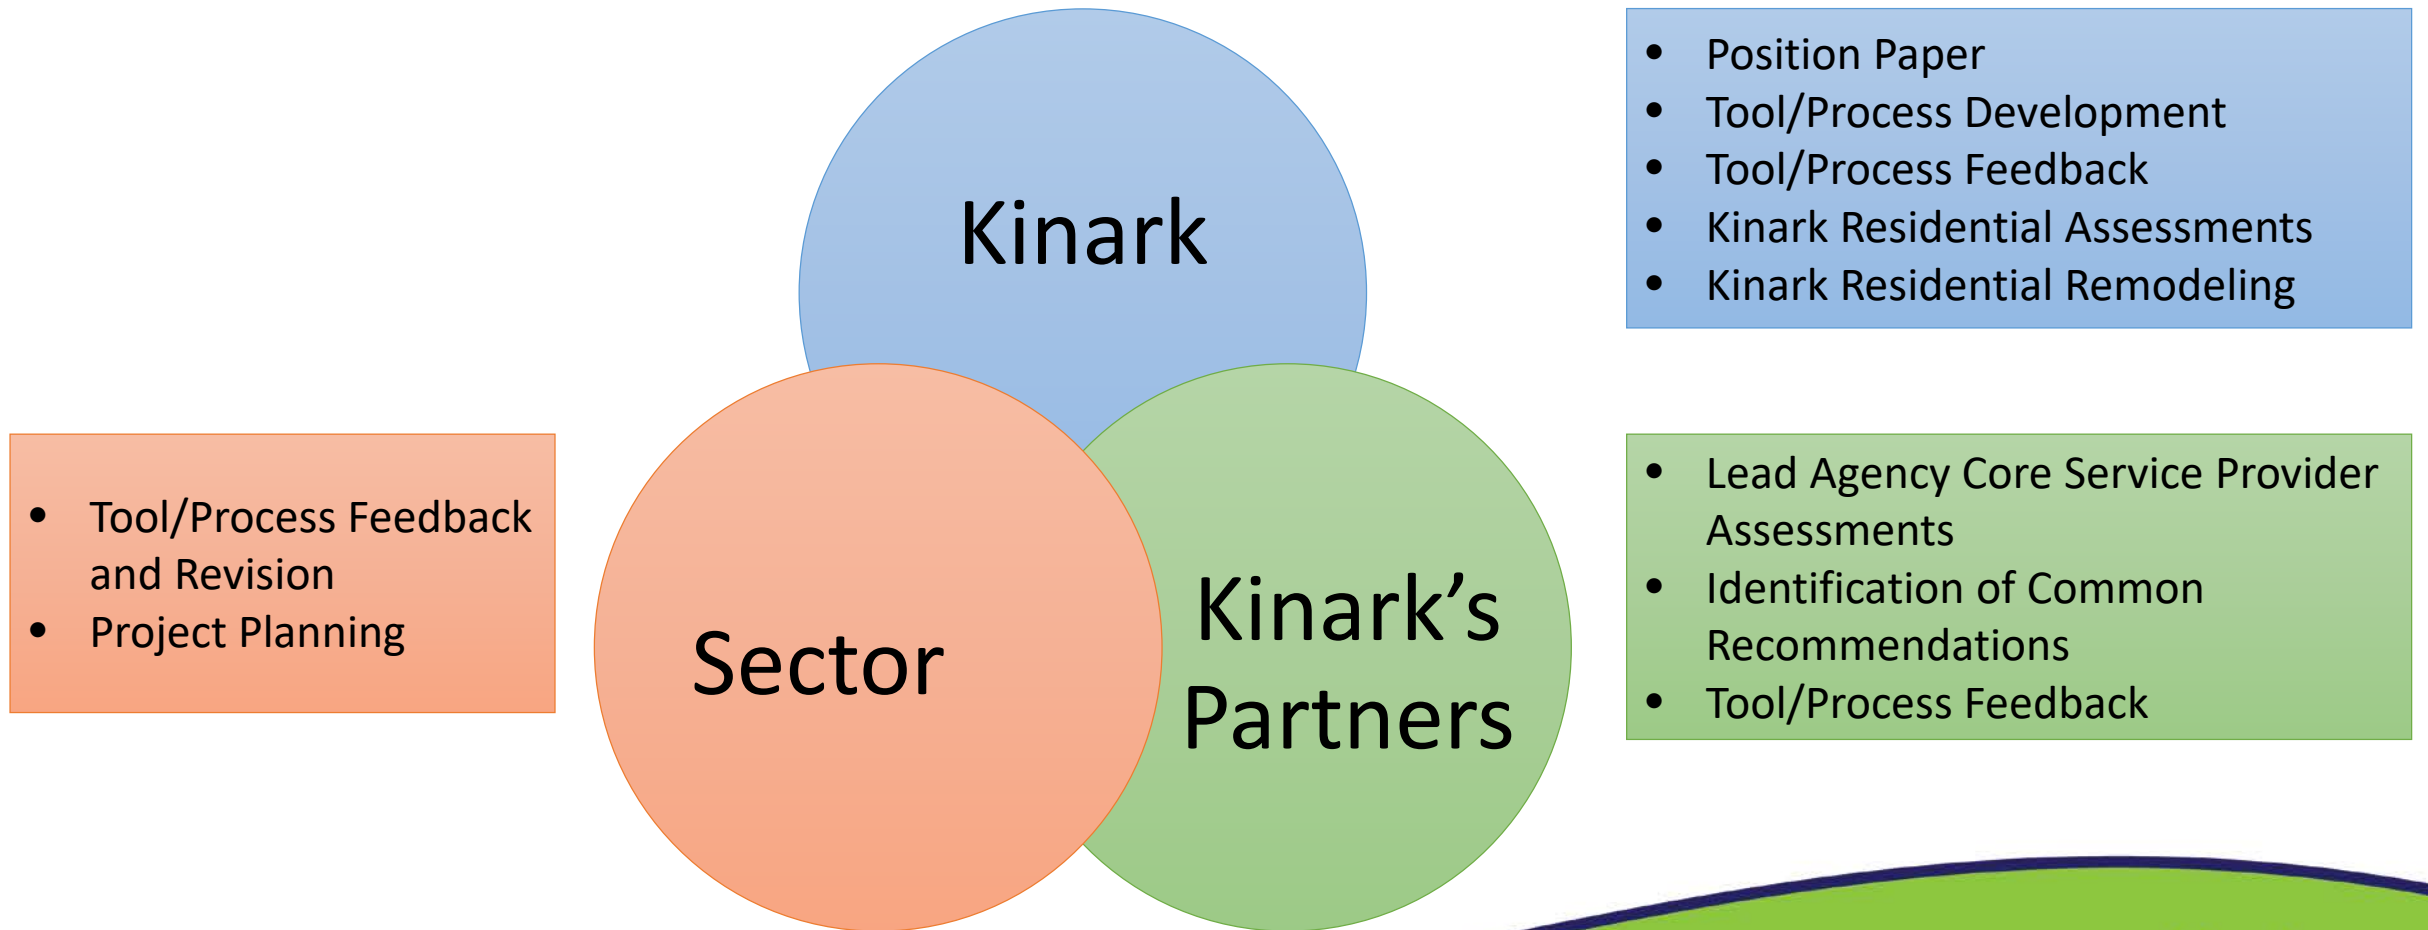 Kinark
• Position Paper
• Tool/Process Development
• Tool/Process Feedback
• Kinark Residential Assessments
• Kinark Residential Remodeling
• Tool/Process Feedback
and Revision
• Project Planning
Sector
Kinark’s
Partners
• Lead Agency Core Service Provider
Assessments
• Identification of Common
Recommendations
• Tool/Process Feedback